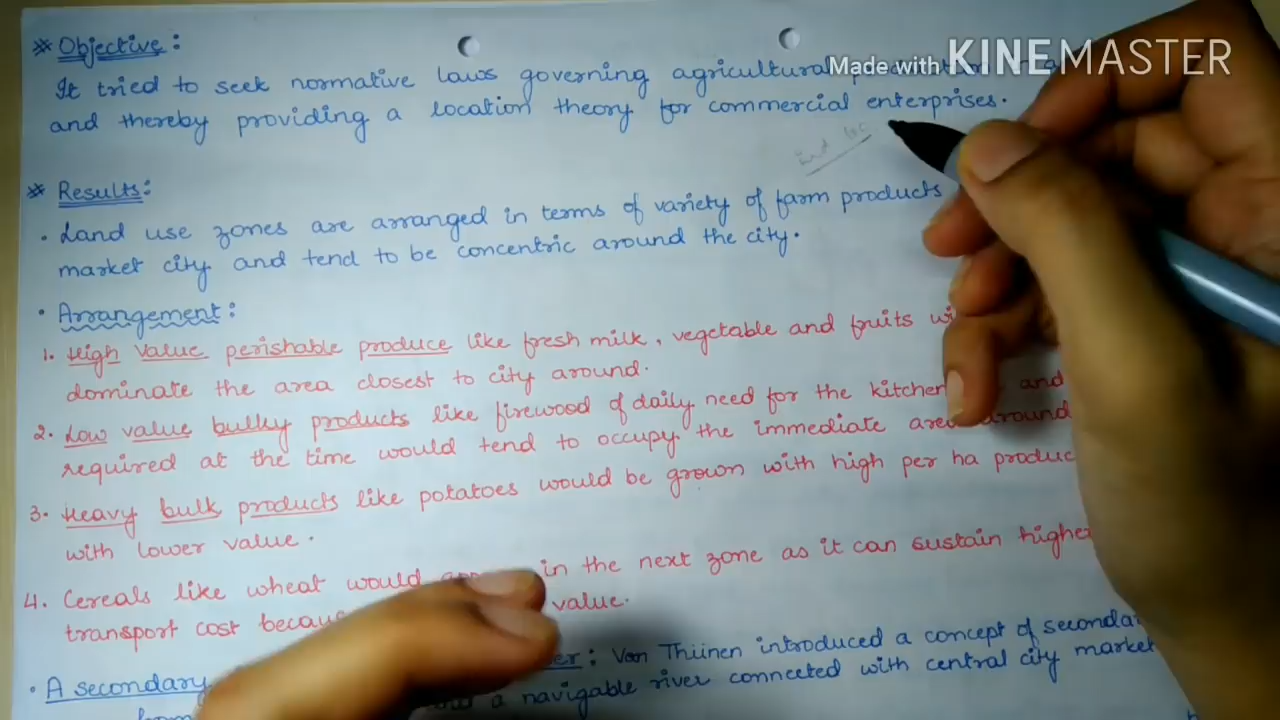 Made with KINEMASTER
* Objective:
It tried to seek normative laws governing agricultural
and thereby providing a location theory for commercial enterprises.
* Results:
. Land use zones are arranged in terms of variety of farm products
market city and tend to be concentric around the city.
. Arrangement:
1. High value perishable produce like fresh milk, vegetable and fruits
dominate the area closest to city around.
2. Low value bulky products like firewood of daily need for the kitchen and
required at the time would tend to occupy the immediate area around
3. Heavy bulk products like potatoes would be grown with high per ha
with lower value.
4. Cereals like wheat would in the next zone as it can sustain higher
transport cost value.
. A secondary : Von Thünen introduced a concept of
a navigable river connected with central city market